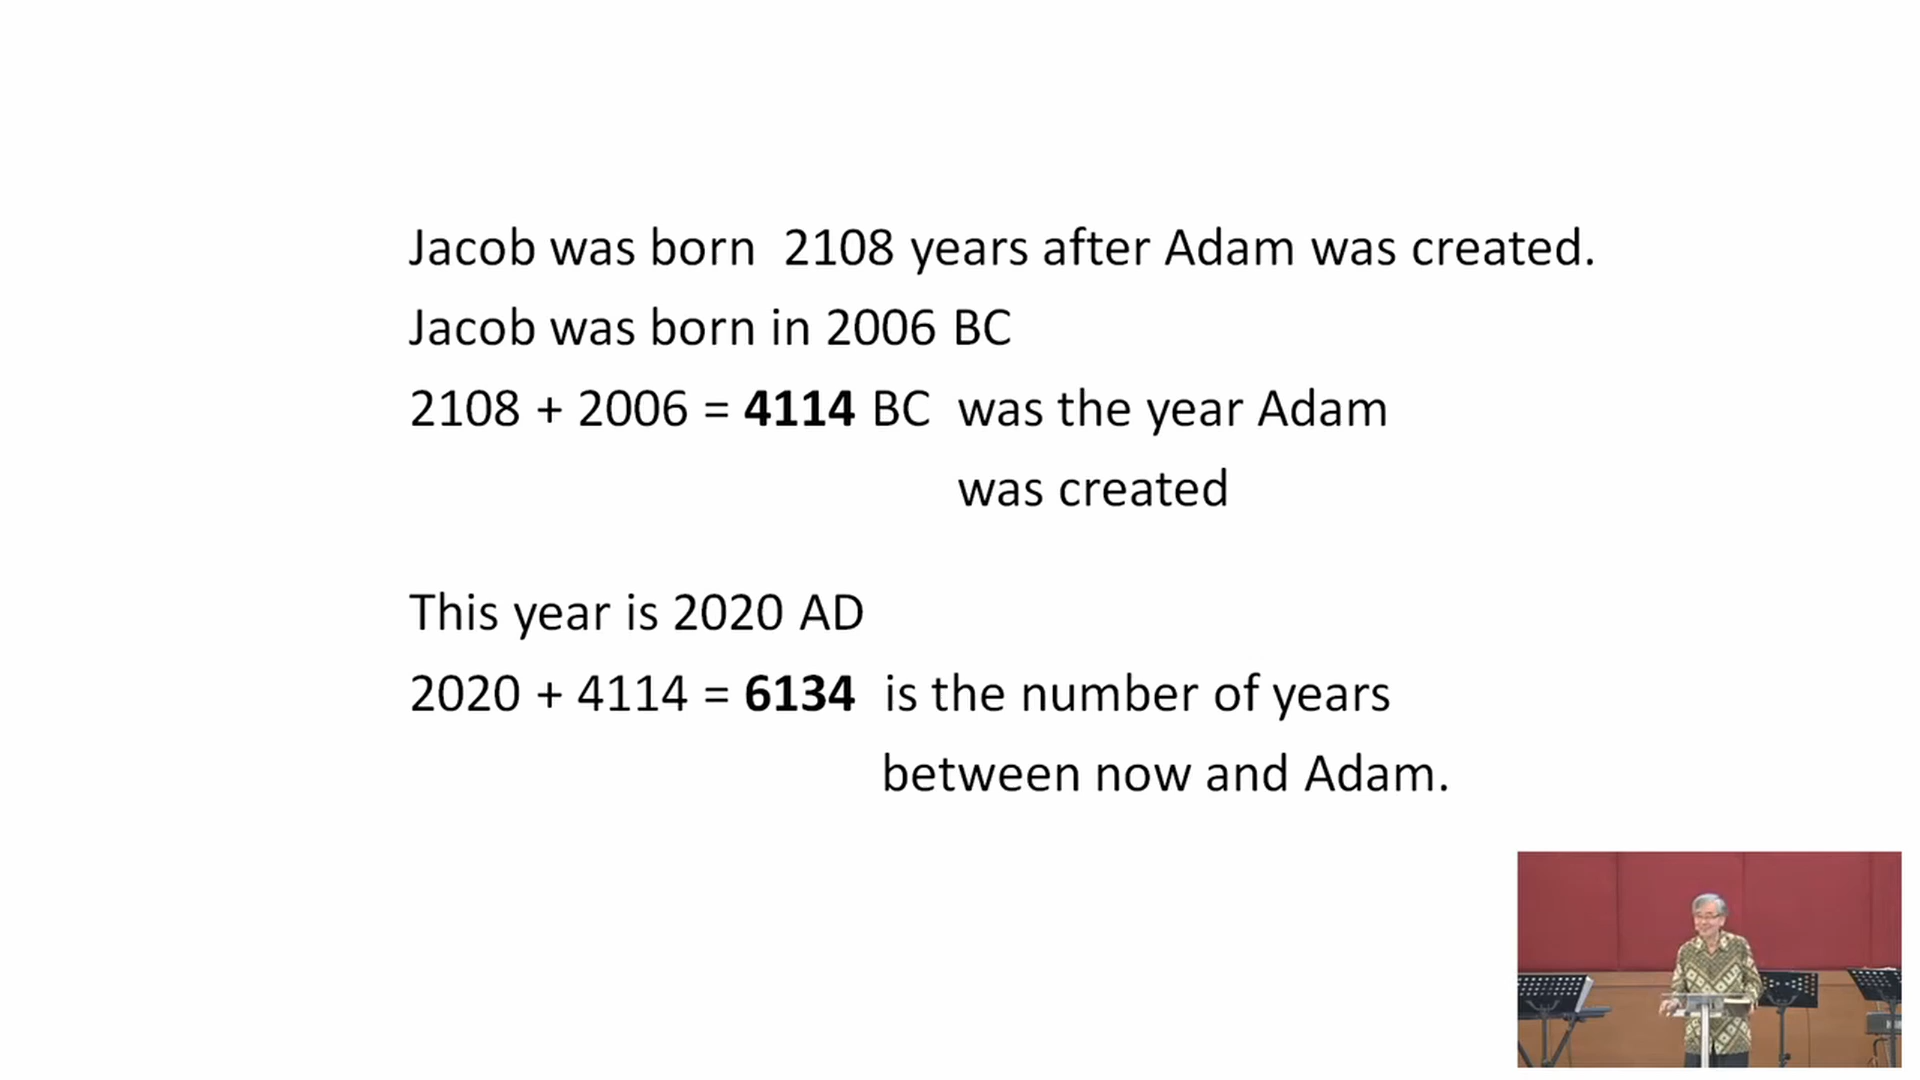 Jacob was born  2108 years after Adam was created.
Jacob was born in 2006 BC
2108 + 2006 = 4114 BC  was the year Adam
was created
This year is 2020 AD
2020 + 4114 = 6134  is the number of years
between now and Adam.